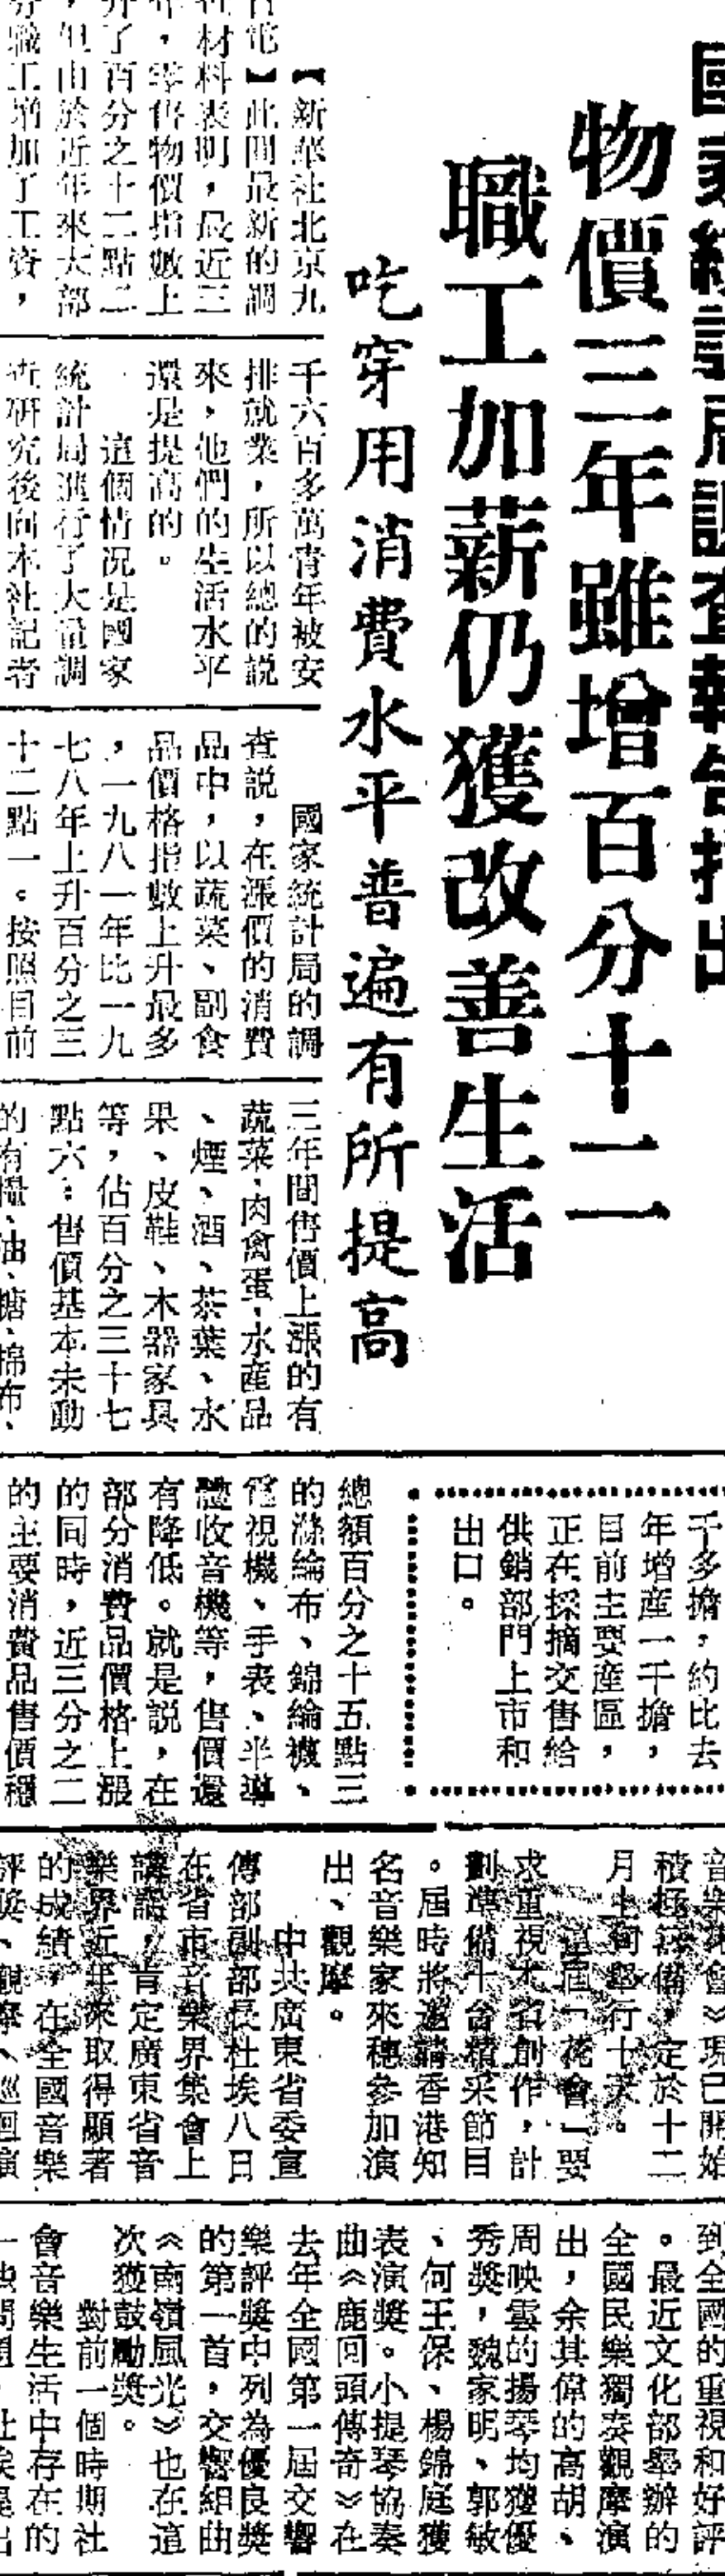 國家統計局調查報告指出
物價三年雖增百分十二
職工加薪仍獲改善生活
吃穿用消費水平普遍有所提高
【新華社北京九
日電】此間最新的調
查材料表明，最近三
年，零售物價指數上
升了百分之十二點二
，但由於近年來大部
分職工增加了工資，
千六百多萬青年被安
排就業，所以總的説
來，他們的生活水平
還是提高的。
這個情况是國家
統計局進行了大量調
查研究後向本社記者
國家統計局的調
查説，在漲價的消費
品中，以蔬菜、副食
品價格指數上升最多
，一九八一年比一九
七八年上升百分之三
十二點一。按照目前
三年間售價上漲的有
蔬菜、肉禽蛋、水産品
、煙、酒、茶葉、水
果、皮鞋、木器家具
等，佔百分之三十七
點六；售價基本未動
的有糧、油、糖、棉布、
千多擔，約比去
年增産一千擔，
目前主要産區，
正在採摘交售給
供銷部門上市和
出口。
總額百分之十五點三
的滌綸布、錦綸襪、
電視機、手表、半導
體收音機等，售價還
有降低。就是説，在
部分消費品價格上漲
的同時，近三分之二
的主要消費品售價穩
音樂花會》現已開始
積極籌備，定於十二
月上旬舉行十天。
這屆「花會」要
求重視尤省創作，計
劃準備十台精采節目
。屆時將邀請香港知
名音樂家來穗參加演
出、觀摩。
中共廣東省委宣
傳部副部長杜埃八日
在省市音樂界集會上
講話，肯定廣東省音
樂界近年來取得顯著
的成績，在全國音樂
評獎、觀摩、巡迴演
到全國的重視和好評
。最近文化部舉辦的
全國民樂獨奏觀摩演
出，余其偉的高胡、
周映雲的揚琴均獲優
秀獎，魏家明、郭敏
、何王保、楊錦庭獲
表演獎。小提琴協奏
曲《鹿回頭傳奇》在
去年全國第一屆交響
樂評獎中列為優良獎
的第一首，交響組曲
《南嶺風光》也在這
次獲鼓勵獎。
對前一個時期社
會音樂生活中存在的
一些問題，杜埃提出